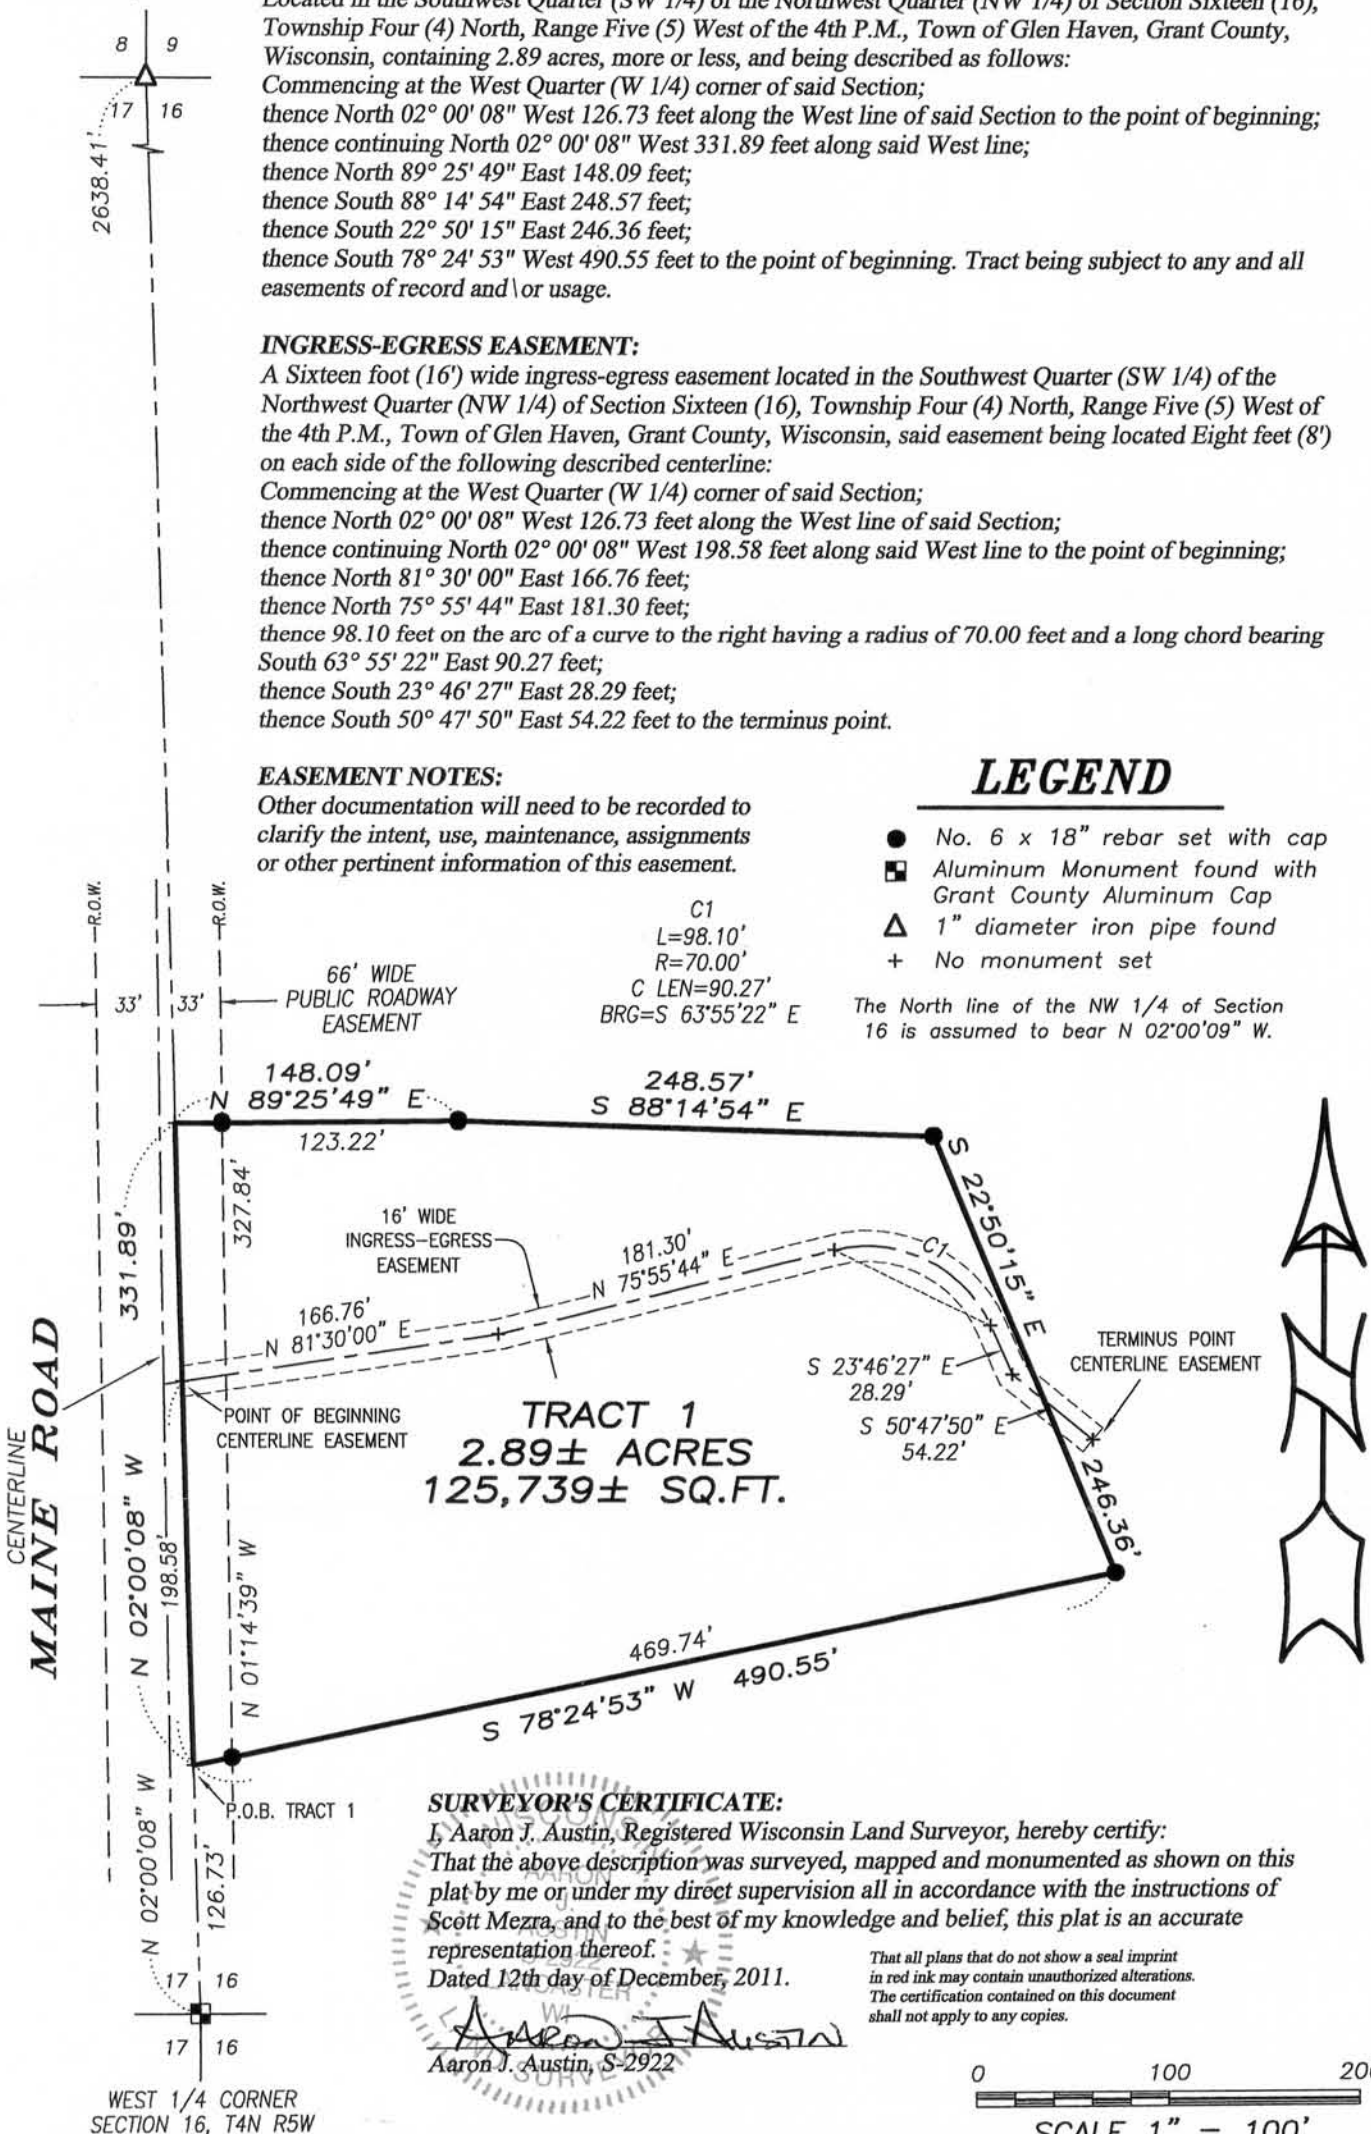 Located in the Southwest Quarter (SW 1/4) of the Northwest Quarter (NW 1/4) of Section Sixteen (16),
Township Four (4) North, Range Five (5) West of the 4th P.M., Town of Glen Haven, Grant County,
Wisconsin, containing 2.89 acres, more or less, and being described as follows:
Commencing at the West Quarter (W 1/4) corner of said Section;
thence North 02° 00' 08" West 126.73 feet along the West line of said Section to the point of beginning;
thence continuing North 02° 00' 08" West 331.89 feet along said West line;
thence North 89° 25' 49" East 148.09 feet;
thence South 88° 14' 54" East 248.57 feet;
thence South 22° 50' 15" East 246.36 feet;
thence South 78° 24' 53" West 490.55 feet to the point of beginning. Tract being subject to any and all
easements of record and\or usage.
8 9
17 16
2638.41'
INGRESS-EGRESS EASEMENT:
A Sixteen foot (16') wide ingress-egress easement located in the Southwest Quarter (SW 1/4) of the
Northwest Quarter (NW 1/4) of Section Sixteen (16), Township Four (4) North, Range Five (5) West of
the 4th P.M., Town of Glen Haven, Grant County, Wisconsin, said easement being located Eight feet (8')
on each side of the following described centerline:
Commencing at the West Quarter (W 1/4) corner of said Section;
thence North 02° 00' 08" West 126.73 feet along the West line of said Section;
thence continuing North 02° 00' 08" West 198.58 feet along said West line to the point of beginning;
thence North 81° 30' 00" East 166.76 feet;
thence North 75° 55' 44" East 181.30 feet;
thence 98.10 feet on the arc of a curve to the right having a radius of 70.00 feet and a long chord bearing
South 63° 55' 22" East 90.27 feet;
thence South 23° 46' 27" East 28.29 feet;
thence South 50° 47' 50" East 54.22 feet to the terminus point.
EASEMENT NOTES:
Other documentation will need to be recorded to
clarify the intent, use, maintenance, assignments
or other pertinent information of this easement.
LEGEND
No. 6 x 18" rebar set with cap
Aluminum Monument found with
Grant County Aluminum Cap
1" diameter iron pipe found
+ No monument set
The North line of the NW 1/4 of Section
16 is assumed to bear N 02°00'09" W.
C1
L=98.10'
R=70.00'
C LEN=90.27'
BRG=S 63°55'22" E
R.O.W.
R.O.W.
33' 33'
66' WIDE
PUBLIC ROADWAY
EASEMENT
148.09'
N 89°25'49" E
123.22'
248.57'
S 88°14'54" E
S 22°50'15" E
246.36'
331.89'
327.84'
16' WIDE
INGRESS-EGRESS
EASEMENT
181.30'
N 75°55'44" E
C1
166.76'
N 81°30'00" E
S 23°46'27" E
28.29'
S 50°47'50" E
54.22'
TERMINUS POINT
CENTERLINE EASEMENT
POINT OF BEGINNING
CENTERLINE EASEMENT
TRACT 1
2.89± ACRES
125,739± SQ.FT.
CENTERLINE
MAINE ROAD
N 02°00'08" W
198.58'
N 01°14'39" W
469.74'
S 78°24'53" W 490.55'
P.O.B. TRACT 1
N 02°00'08" W
126.73'
17 16
17 16
WEST 1/4 CORNER
SECTION 16, T4N R5W
SURVEYOR'S CERTIFICATE:
I, Aaron J. Austin, Registered Wisconsin Land Surveyor, hereby certify:
That the above description was surveyed, mapped and monumented as shown on this
plat by me or under my direct supervision all in accordance with the instructions of
Scott Mezra, and to the best of my knowledge and belief, this plat is an accurate
representation thereof.
Dated 12th day of December, 2011.
Aaron J Austin
Aaron J. Austin, S-2922
WISCONSIN
AARON
J.
AUSTIN
S-2922
LANCASTER
WI
LAND SURVEYOR
That all plans that do not show a seal imprint
in red ink may contain unauthorized alterations.
The certification contained on this document
shall not apply to any copies.
0 100 200
SCALE 1" = 100'